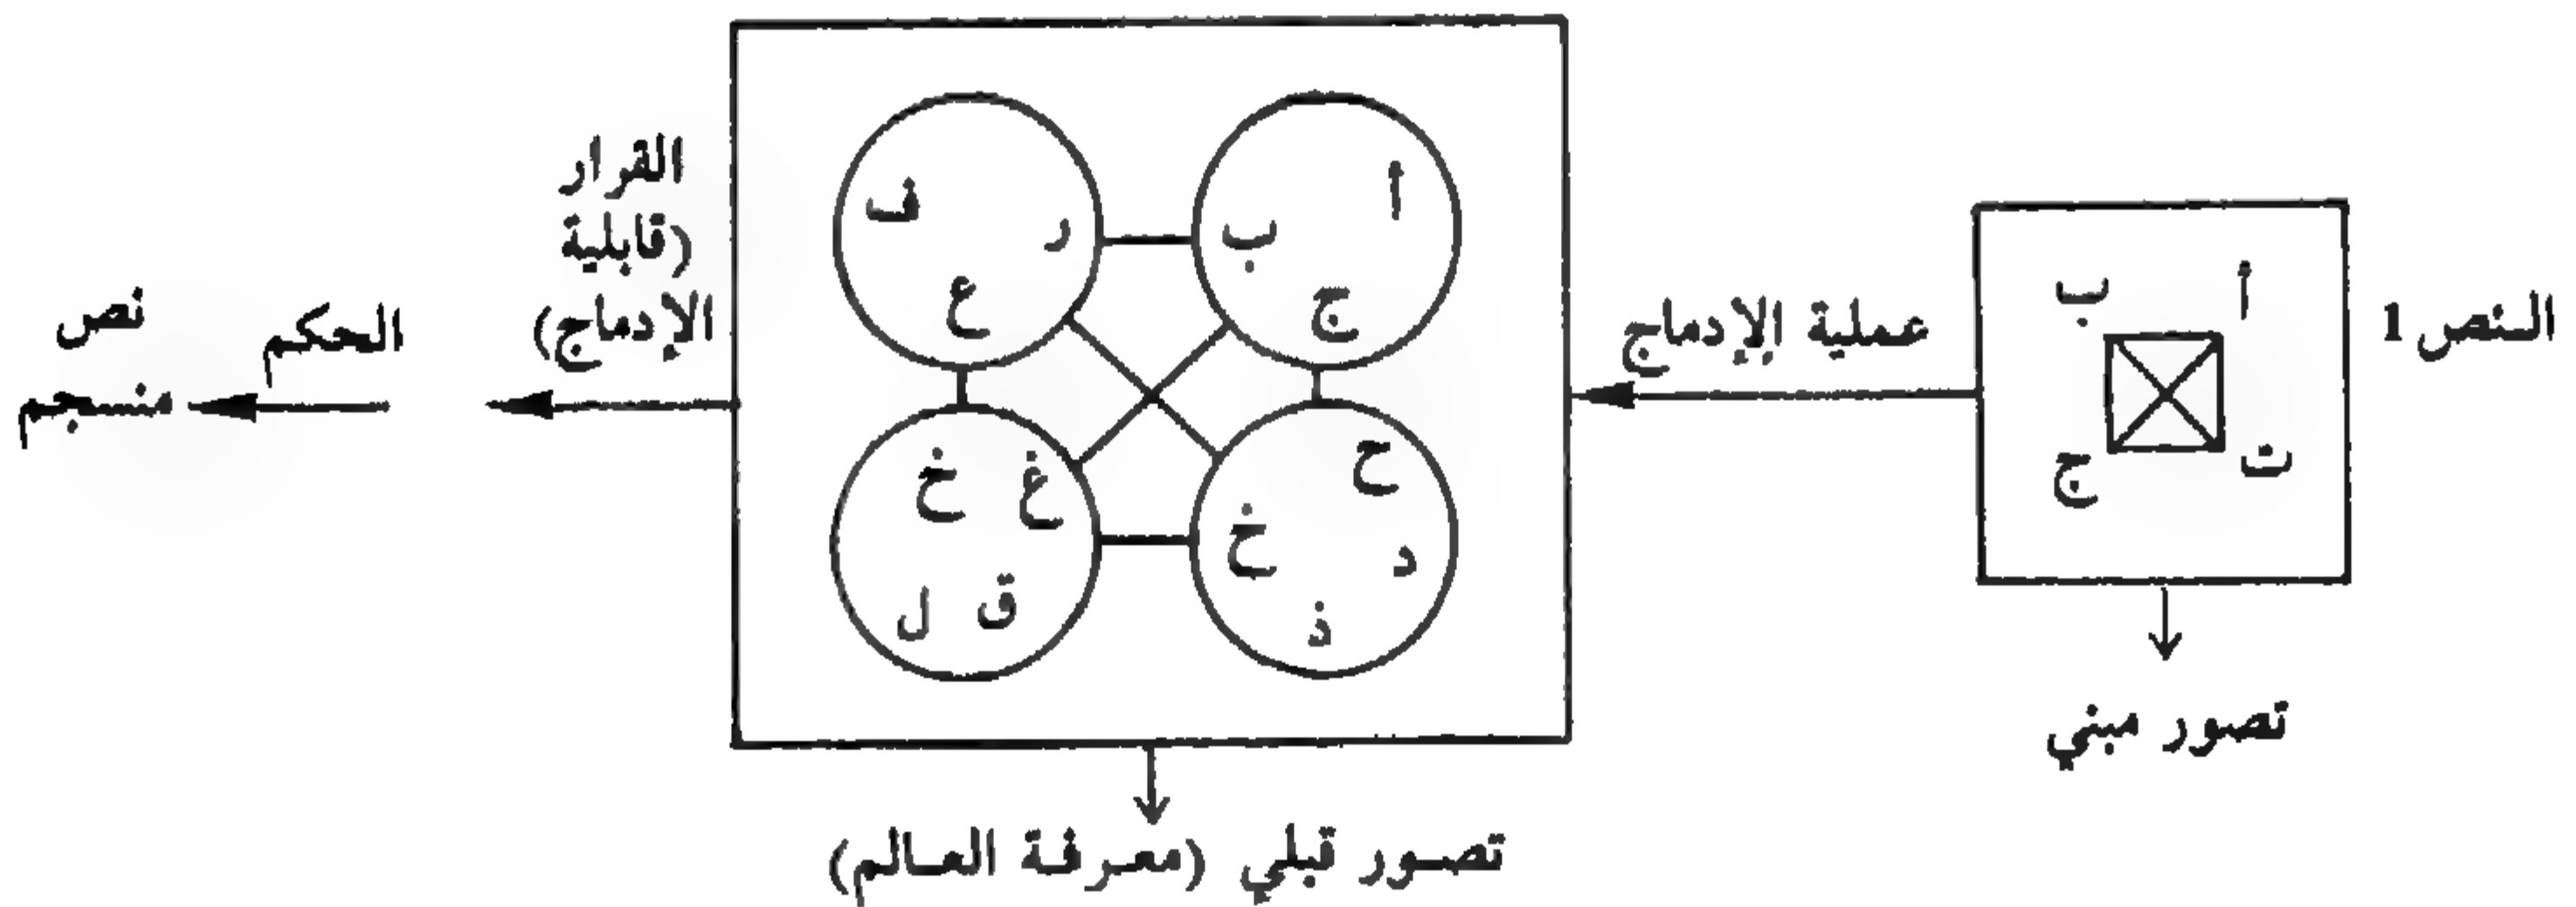 النص 1
أ
ب
ت
ج
تصور مبني
عملية الإدماج
أ
ب
ج
ر
ف
ع
ح
خ
د
ذ
غ
خ
ق
ل
تصور قبلي (معرفة العالم)
القرار
(قابلية
الإدماج)
الحكم
نص
منسجم